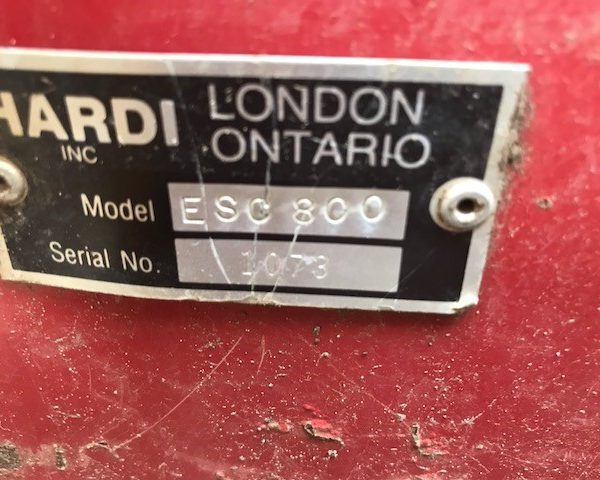 HARDI LONDON
INC ONTARIO
Model ESC 800
Serial No. 1073